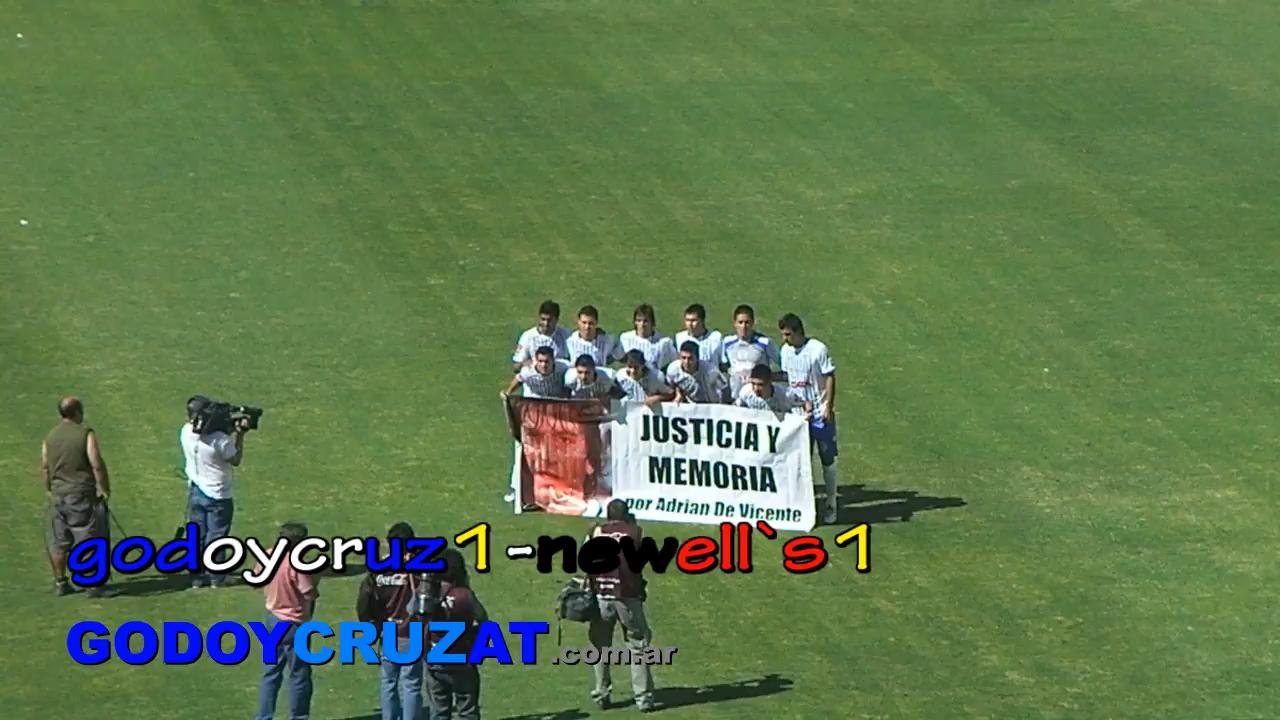 JUSTICIA Y
MEMORIA
por Adrian De Vicente
godoycruz1-newell`s1
GODOYCRUZAT.com.ar